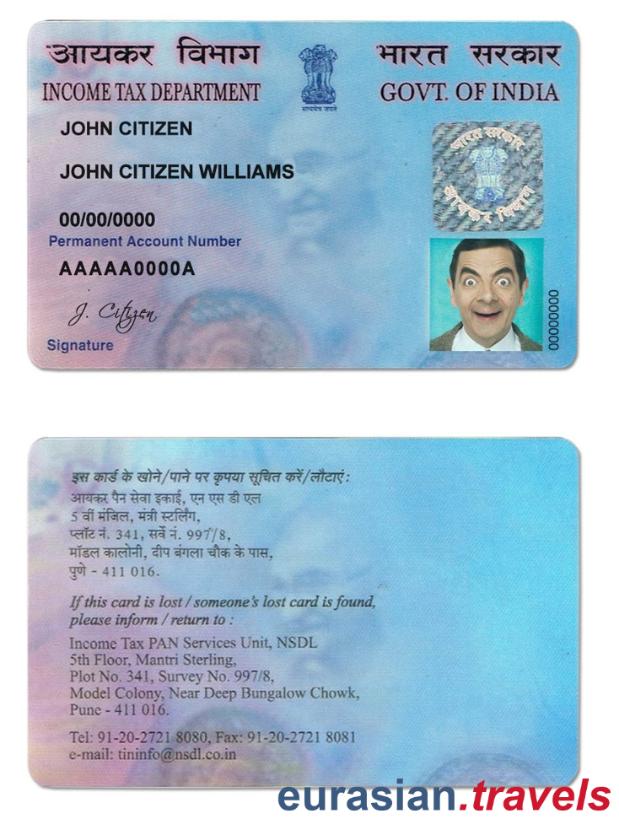 आयकर विभाग
INCOME TAX DEPARTMENT
सत्यमेव जयते
भारत सरकार
GOVT. OF INDIA
JOHN CITIZEN
JOHN CITIZEN WILLIAMS
00/00/0000
Permanent Account Number
AAAAA0000A
J. Citizen
Signature
भारत सरकार
आयकर विभाग
00000000
इस कार्ड के खोने/पाने पर कृपया सूचित करें/लौटाएं :
आयकर पैन सेवा इकाई, एन एस डी एल
5 वीं मंजिल, मंत्री स्टर्लिंग,
प्लॉट नं. 341, सर्वे नं. 997/8,
मॉडल कालोनी, दीप बंगला चौक के पास,
पुणे - 411 016.
If this card is lost / someone's lost card is found,
please inform / return to :
Income Tax PAN Services Unit, NSDL
5th Floor, Mantri Sterling,
Plot No. 341, Survey No. 997/8,
Model Colony, Near Deep Bungalow Chowk,
Pune - 411 016.
Tel: 91-20-2721 8080, Fax: 91-20-2721 8081
e-mail: tininfo@nsdl.co.in
eurasian.travels